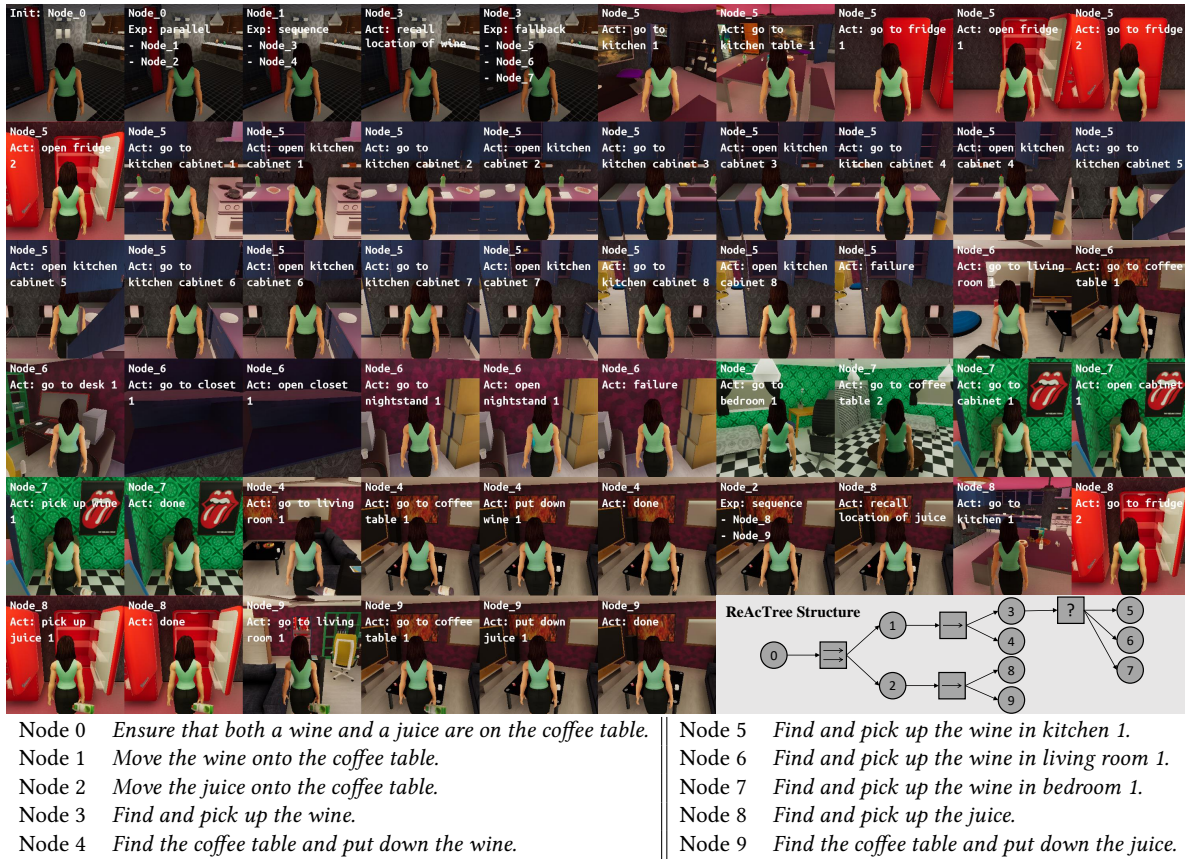 Init: Node_0
Node_0
Exp: parallel
- Node_1
- Node_2
Node_1
Exp: sequence
- Node_3
- Node_4
Node_3
Act: recall
location of wine
Node_3
Exp: fallback
- Node_5
- Node_6
- Node_7
Node_5
Act: go to
kitchen 1
Node_5
Act: go to
kitchen table 1
Node_5
Act: go to fridge
1
Node_5
Act: open fridge
1
Node_5
Act: go to fridge
2
Node_5
Act: open fridge
2
Node_5
Act: go to
kitchen cabinet 1
Node_5
Act: open kitchen
cabinet 1
Node_5
Act: go to
kitchen cabinet 2
Node_5
Act: open kitchen
cabinet 2
Node_5
Act: go to
kitchen cabinet 3
Node_5
Act: open kitchen
cabinet 3
Node_5
Act: go to
kitchen cabinet 4
Node_5
Act: open kitchen
cabinet 4
Node_5
Act: go to
kitchen cabinet 5
Node_5
Act: open kitchen
cabinet 5
Node_5
Act: go to
kitchen cabinet 6
Node_5
Act: open kitchen
cabinet 6
Node_5
Act: go to
kitchen cabinet 7
Node_5
Act: open kitchen
cabinet 7
Node_5
Act: go to
kitchen cabinet 8
Node_5
Act: open kitchen
cabinet 8
Node_5
Act: failure
Node_6
Act: go to living
room 1
Node_6
Act: go to coffee
table 1
Node_6
Act: go to desk 1
Node_6
Act: go to closet
1
Node_6
Act: open closet
1
Node_6
Act: go to
nightstand 1
Node_6
Act: open
nightstand 1
Node_6
Act: failure
Node_7
Act: go to
bedroom 1
Node_7
Act: go to coffee
table 2
Node_7
Act: go to
cabinet 1
Node_7
Act: open cabinet
1
Node_7
Act: pick up wine
1
Node_7
Act: done
Node_4
Act: go to living
room 1
Node_4
Act: go to coffee
table 1
Node_4
Act: put down
wine 1
Node_4
Act: done
Node_2
Exp: sequence
- Node_8
- Node_9
Node_8
Act: recall
location of juice
Node_8
Act: go to
kitchen 1
Node_8
Act: go to fridge
2
Node_8
Act: pick up
juice 1
Node_8
Act: done
Node_9
Act: go to living
room 1
Node_9
Act: go to coffee
table 1
Node_9
Act: put down
juice 1
Node_9
Act: done
ReAcTree Structure
0
1
2
3
4
8
9
?
5
6
7
Node 0 Ensure that both a wine and a juice are on the coffee table.
Node 1 Move the wine onto the coffee table.
Node 2 Move the juice onto the coffee table.
Node 3 Find and pick up the wine.
Node 4 Find the coffee table and put down the wine.
Node 5 Find and pick up the wine in kitchen 1.
Node 6 Find and pick up the wine in living room 1.
Node 7 Find and pick up the wine in bedroom 1.
Node 8 Find and pick up the juice.
Node 9 Find the coffee table and put down the juice.